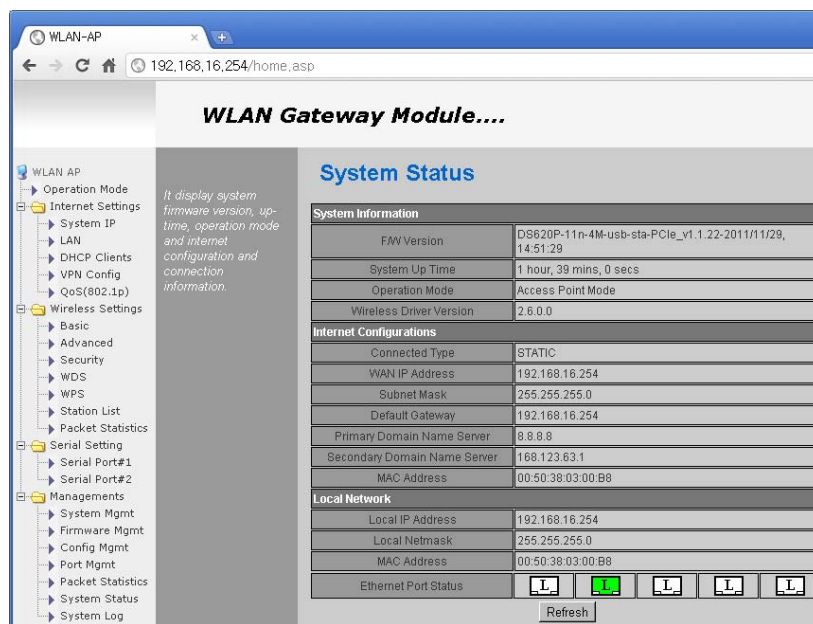 WLAN-AP
192.168.16.254/home.asp
WLAN Gateway Module....
WLAN AP
Operation Mode
Internet Settings
System IP
LAN
DHCP Clients
VPN Config
QoS(802.1p)
Wireless Settings
Basic
Advanced
Security
WDS
WPS
Station List
Packet Statistics
Serial Setting
Serial Port#1
Serial Port#2
Managements
System Mgmt
Firmware Mgmt
Config Mgmt
Port Mgmt
Packet Statistics
System Status
System Log
It display system
firmware version, up-
time, operation mode
and internet
configuration and
connection
information.
System Status
System Information
F/W Version DS620P-11n-4M-usb-sta-PCIe_v1.1.22-2011/11/29,
14:51:29
System Up Time 1 hour, 39 mins, 0 secs
Operation Mode Access Point Mode
Wireless Driver Version 2.6.0.0
Internet Configurations
Connected Type STATIC
WAN IP Address 192.168.16.254
Subnet Mask 255.255.255.0
Default Gateway 192.168.16.254
Primary Domain Name Server 8.8.8.8
Secondary Domain Name Server 168.123.63.1
MAC Address 00:50:38:03:00:B8
Local Network
Local IP Address 192.168.16.254
Local Netmask 255.255.255.0
MAC Address 00:50:38:03:00:B8
Ethernet Port Status L L L L L
Refresh